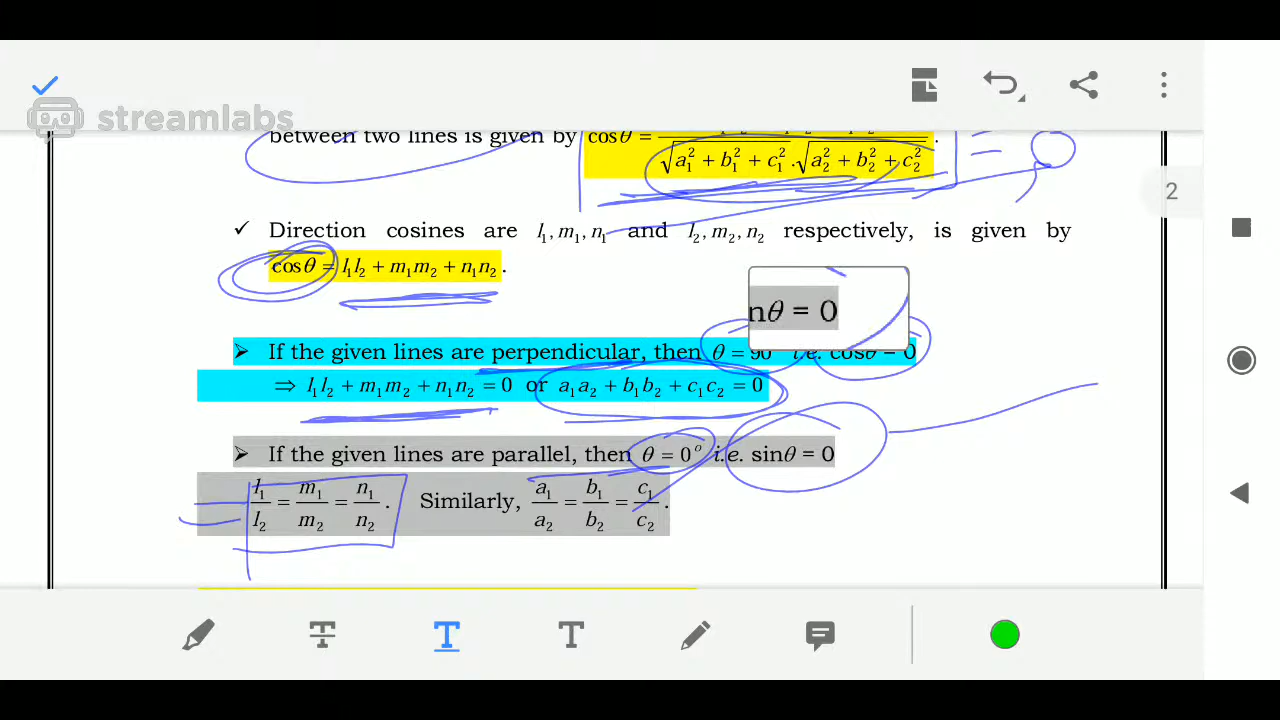 streamlabs
between two lines is given by cosθ = √a₁² + b₁² + c₁² . √a₂² + b₂² + c₂² .
2
✓ Direction cosines are l₁, m₁, n₁ and l₂, m₂, n₂ respectively, is given by
cosθ = l₁l₂ + m₁m₂ + n₁n₂ .
nθ = 0
➢ If the given lines are perpendicular, then θ = 90 i.e. cosθ = 0
⇒ l₁l₂ + m₁m₂ + n₁n₂ = 0 or a₁a₂ + b₁b₂ + c₁c₂ = 0
➢ If the given lines are parallel, then θ = 0° i.e. sinθ = 0
l₁/l₂ = m₁/m₂ = n₁/n₂ . Similarly, a₁/a₂ = b₁/b₂ = c₁/c₂ .
T T T